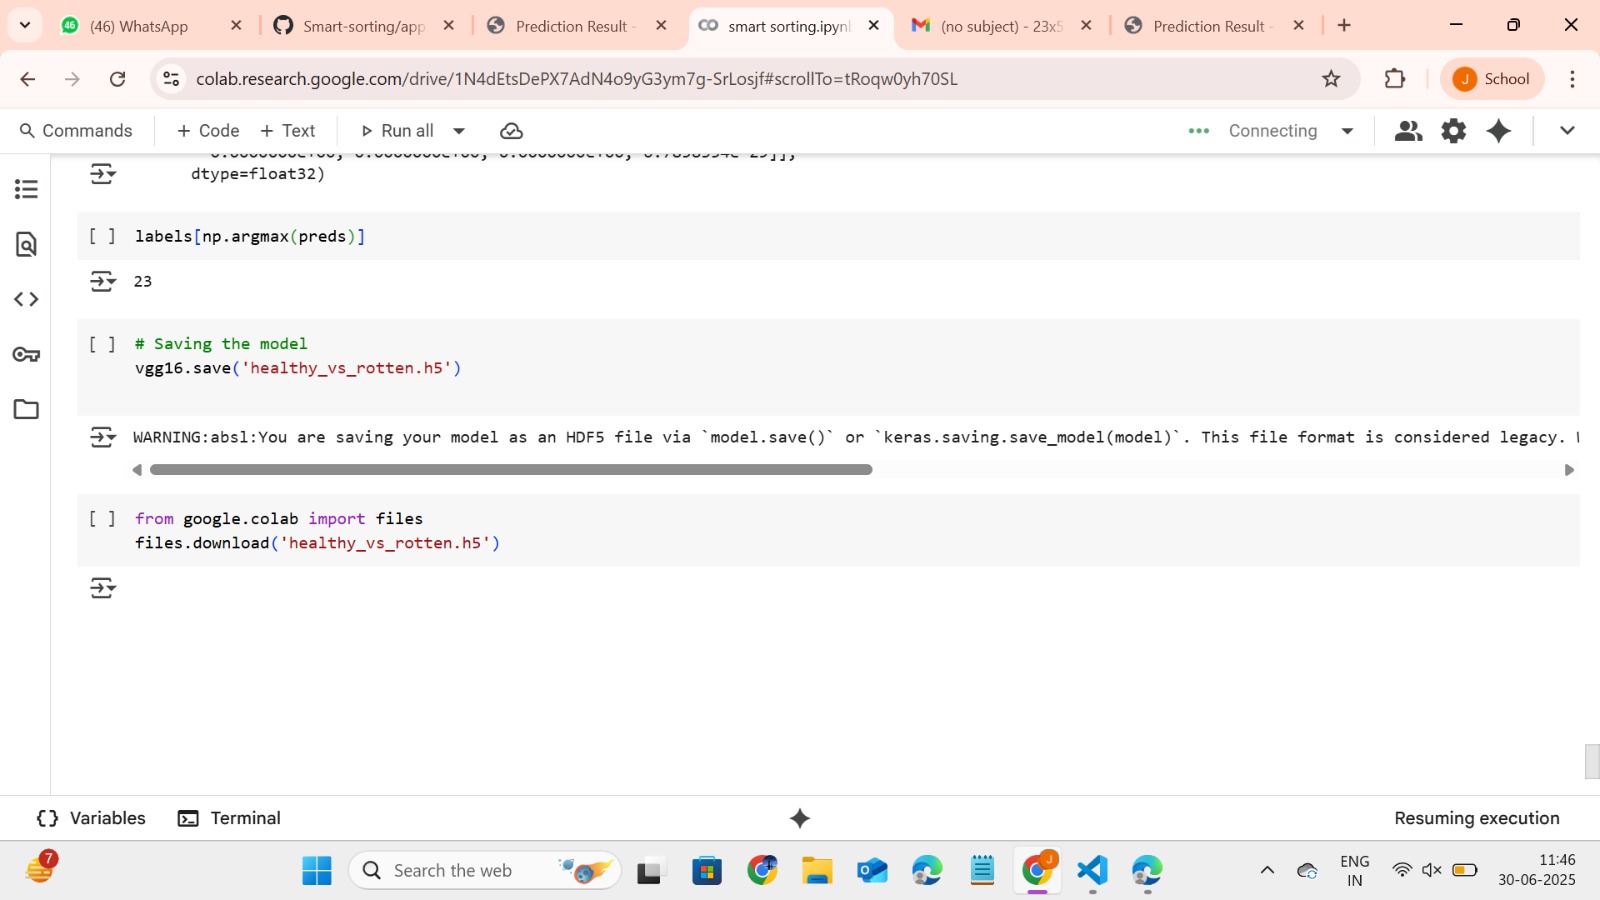 (46) WhatsApp
Smart-sorting/app
Prediction Result -
smart sorting.ipynb
(no subject) - 23x5
Prediction Result -
colab.research.google.com/drive/1N4dEtsDePX7AdN4o9yG3ym7g-SrLosjf#scrollTo=tRoqw0yh70SL
J School
Commands + Code + Text Run all Connecting
dtype=float32)
[ ] labels[np.argmax(preds)]
23
[ ] # Saving the model
vgg16.save('healthy_vs_rotten.h5')
WARNING:absl:You are saving your model as an HDF5 file via `model.save()` or `keras.saving.save_model(model)`. This file format is considered legacy.
[ ] from google.colab import files
files.download('healthy_vs_rotten.h5')
{} Variables Terminal Resuming execution
7
Search the web
J
ENG
IN
11:46
30-06-2025